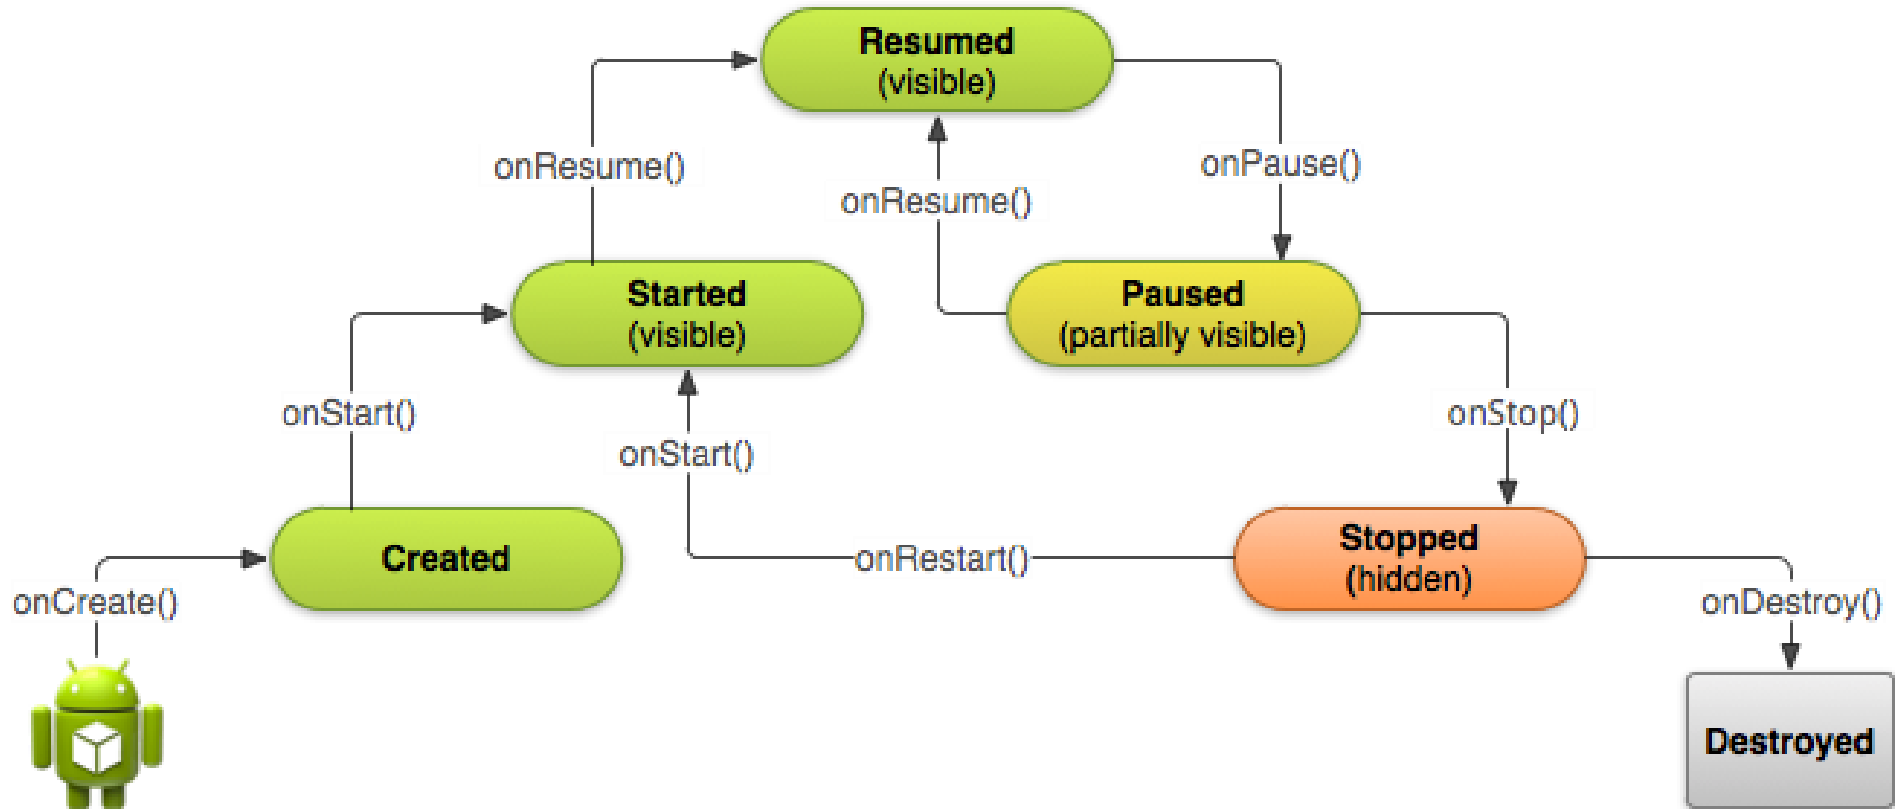 Resumed
(visible)
onResume()
onPause()
onResume()
Started
(visible)
Paused
(partially visible)
onStart()
onStop()
onStart()
Created
onRestart()
Stopped
(hidden)
onCreate()
onDestroy()
Destroyed